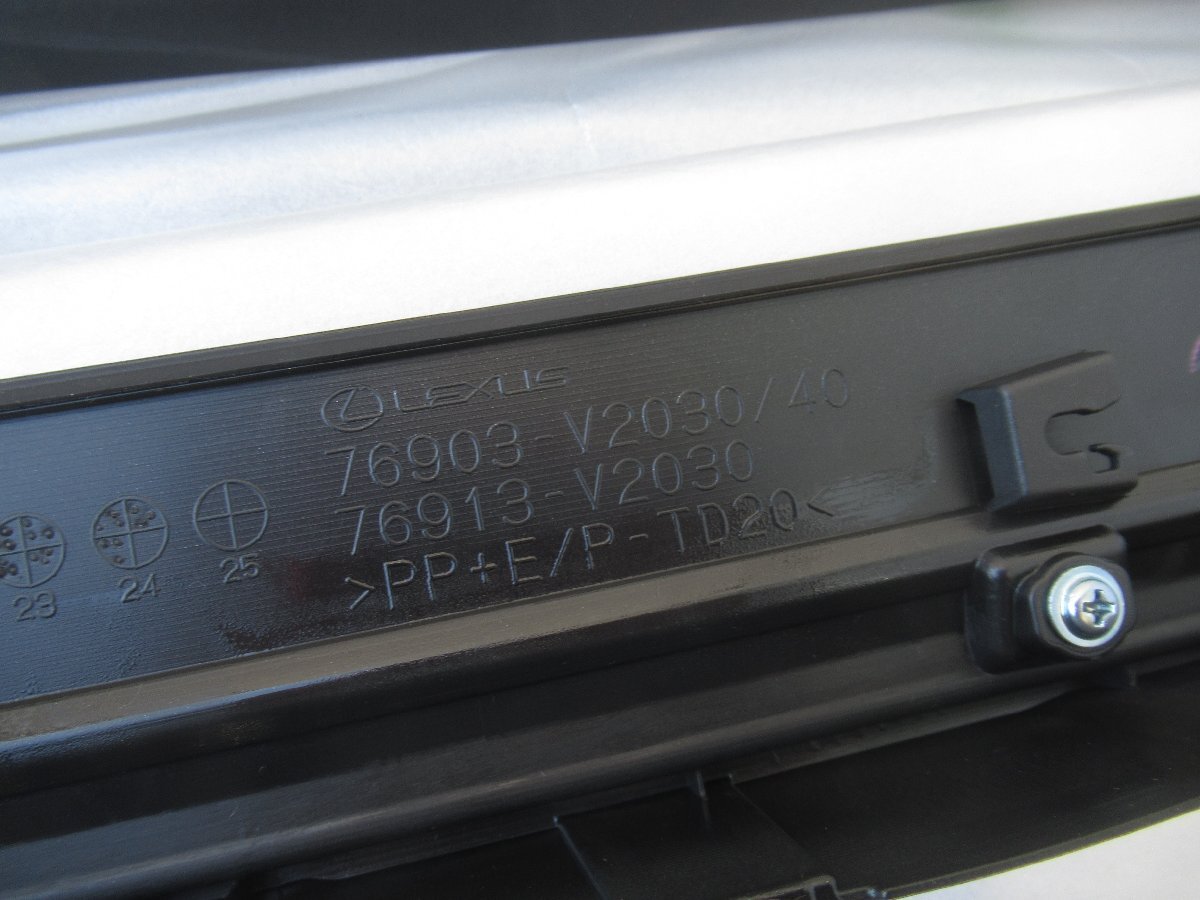 LEXUS
76903-V2030/40
76913-V2030
>PP+E/P-TD20<
23
24
25